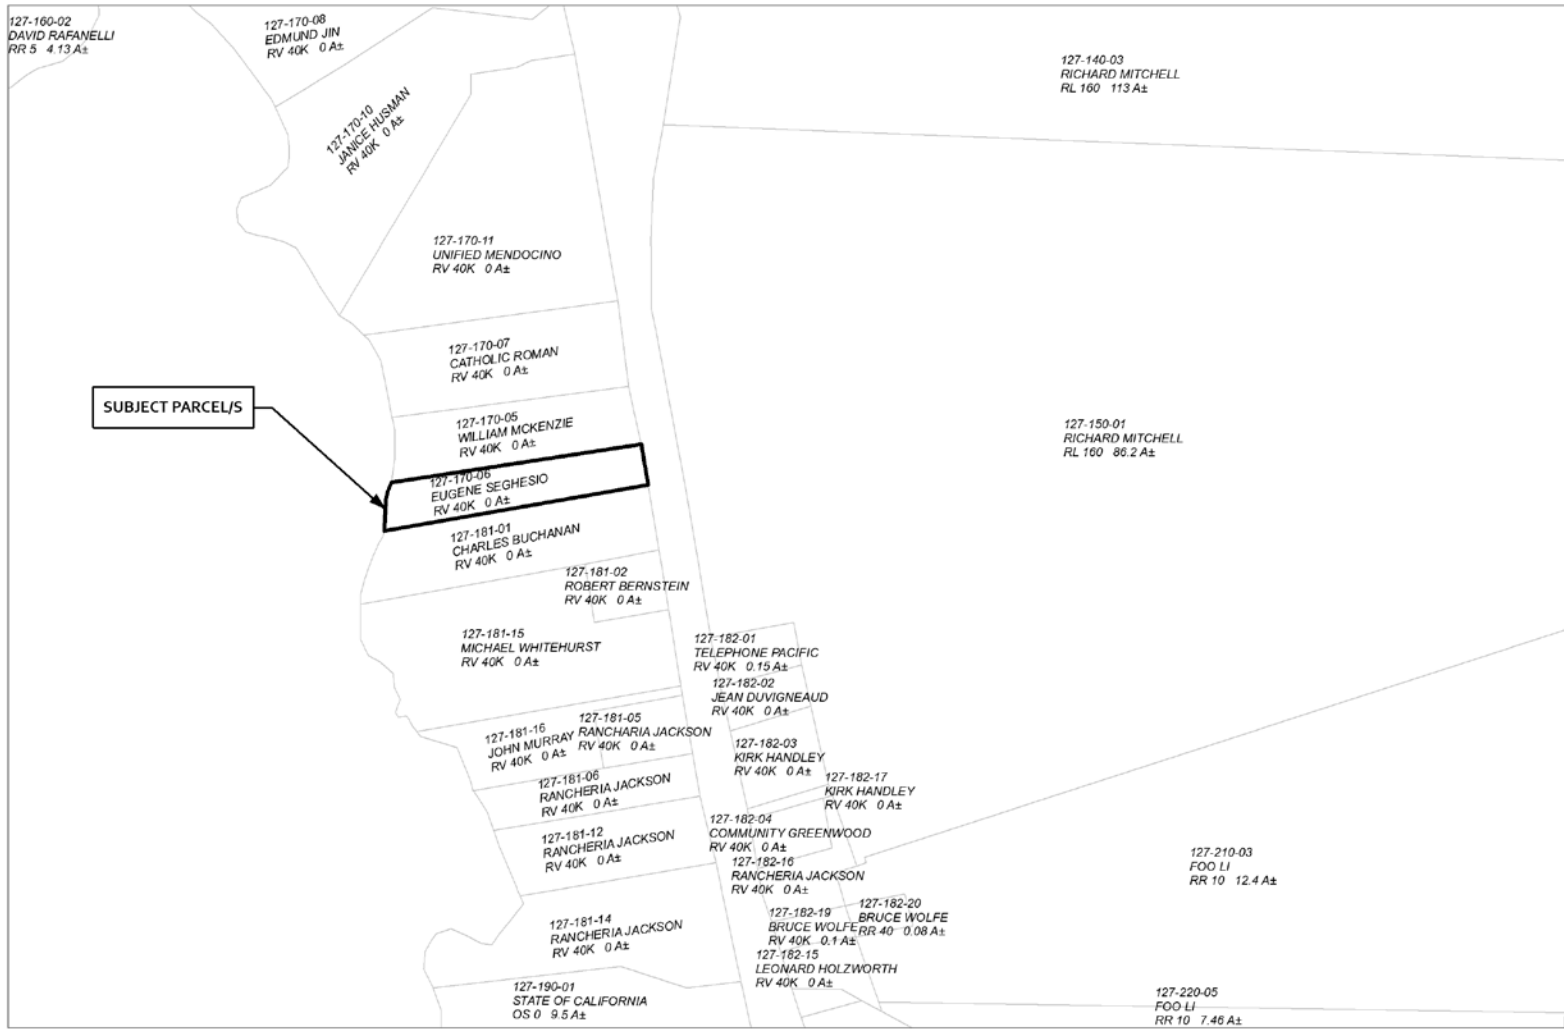 127-160-02
DAVID RAFANELLI
RR 5 4.13 A±
127-170-08
EDMUND JIN
RV 40K 0 A±
127-140-03
RICHARD MITCHELL
RL 160 113 A±
127-170-10
JANICE HUSMAN
RV 40K 0 A±
127-170-11
UNIFIED MENDOCINO
RV 40K 0 A±
127-170-07
CATHOLIC ROMAN
RV 40K 0 A±
SUBJECT PARCEL/S
127-170-05
WILLIAM MCKENZIE
RV 40K 0 A±
127-150-01
RICHARD MITCHELL
RL 160 86.2 A±
127-170-06
EUGENE SEGHESIO
RV 40K 0 A±
127-181-01
CHARLES BUCHANAN
RV 40K 0 A±
127-181-02
ROBERT BERNSTEIN
RV 40K 0 A±
127-181-15
MICHAEL WHITEHURST
RV 40K 0 A±
127-182-01
TELEPHONE PACIFIC
RV 40K 0.15 A±
127-182-02
JEAN DUVIGNEAUD
RV 40K 0 A±
127-181-16
JOHN MURRAY
RV 40K 0 A±
127-181-05
RANCHARIA JACKSON
RV 40K 0 A±
127-182-03
KIRK HANDLEY
RV 40K 0 A±
127-181-06
RANCHERIA JACKSON
RV 40K 0 A±
127-182-17
KIRK HANDLEY
RV 40K 0 A±
127-182-04
COMMUNITY GREENWOOD
RV 40K 0 A±
127-181-12
RANCHERIA JACKSON
RV 40K 0 A±
127-182-16
RANCHERIA JACKSON
RV 40K 0 A±
127-210-03
FOO LI
RR 10 12.4 A±
127-182-19
BRUCE WOLFE
RV 40K 0.1 A±
127-182-20
BRUCE WOLFE
RR 40 0.08 A±
127-181-14
RANCHERIA JACKSON
RV 40K 0 A±
127-182-15
LEONARD HOLZWORTH
RV 40K 0 A±
127-190-01
STATE OF CALIFORNIA
OS 0 9.5 A±
127-220-05
FOO LI
RR 10 7.46 A±